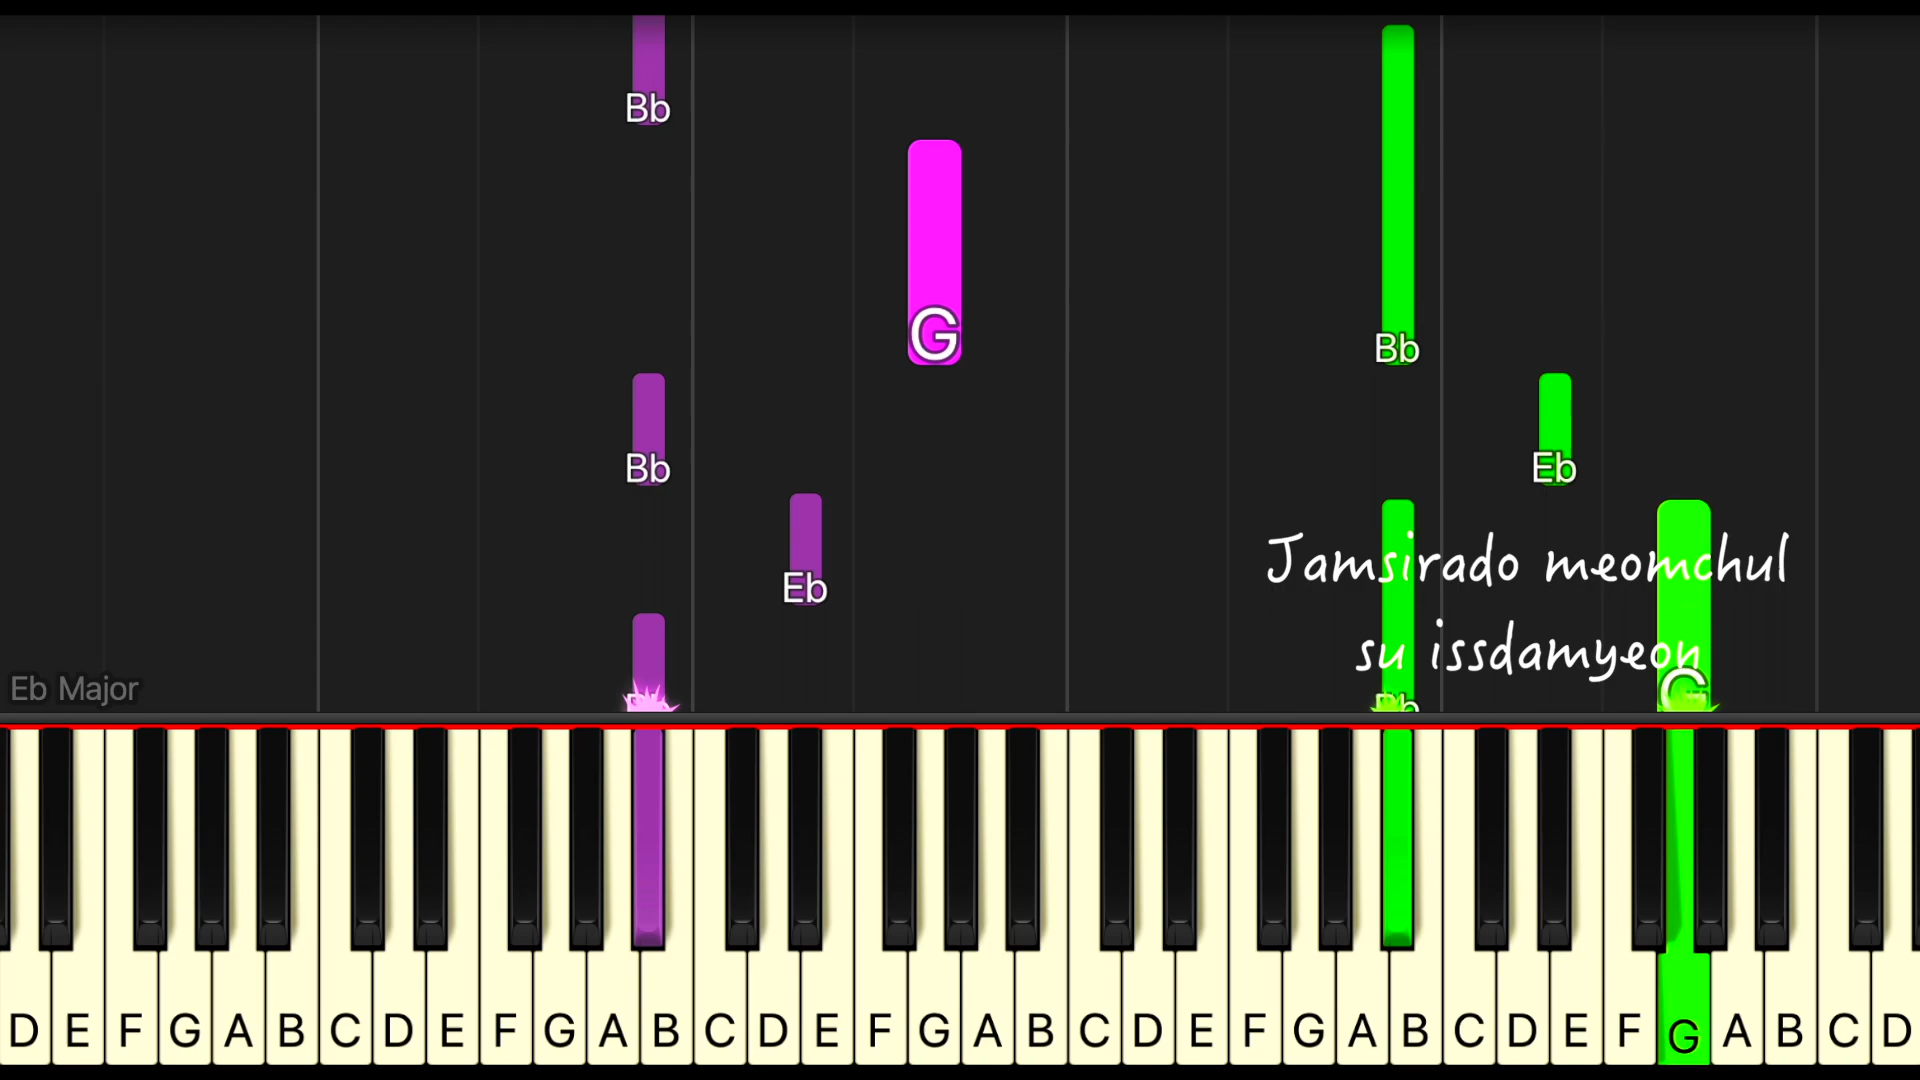 Bb
G
Bb
Bb
Eb
Eb
Jamsirado meomchul
su issdamyeon
Eb Major
D E F G A B C D E F G A B C D E F G A B C D E F G A B C D E F G A B C D